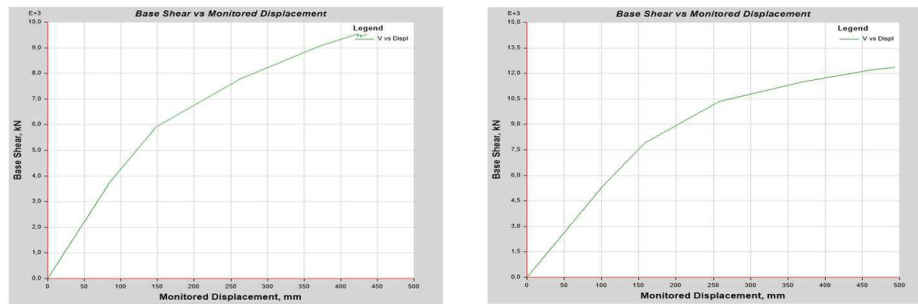 Base Shear vs Monitored Displacement
E+3
Legend
V vs Displ
10,0
9,0
8,0
7,0
6,0
5,0
4,0
3,0
2,0
1,0
0,0
Base Shear, kN
0 50 100 150 200 250 300 350 400 450 500
Monitored Displacement, mm
Base Shear vs Monitored Displacement
E+3
Legend
V vs Displ
15,0
13,5
12,0
10,5
9,0
7,5
6,0
4,5
3,0
1,5
0,0
Base Shear, kN
0 50 100 150 200 250 300 350 400 450 500
Monitored Displacement, mm